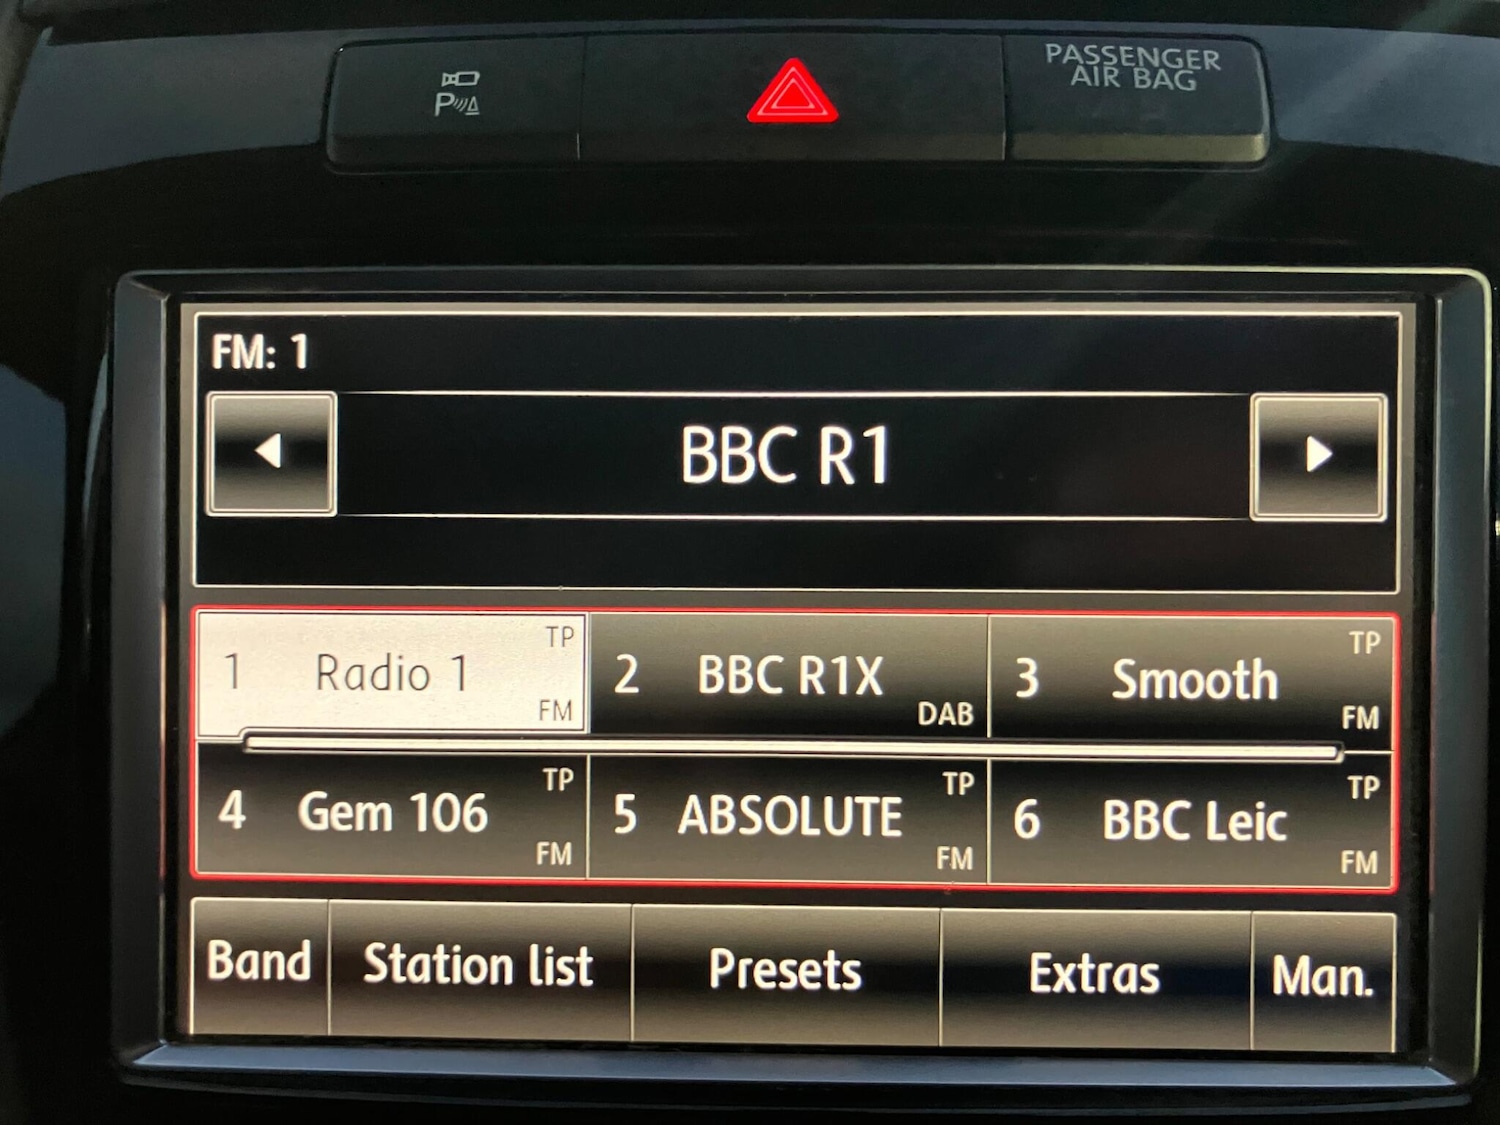 P
PASSENGER
AIR BAG
FM: 1
BBC R1
1 Radio 1 TP FM
2 BBC R1X DAB
3 Smooth TP FM
4 Gem 106 TP FM
5 ABSOLUTE TP FM
6 BBC Leic TP FM
Band Station list Presets Extras Man.